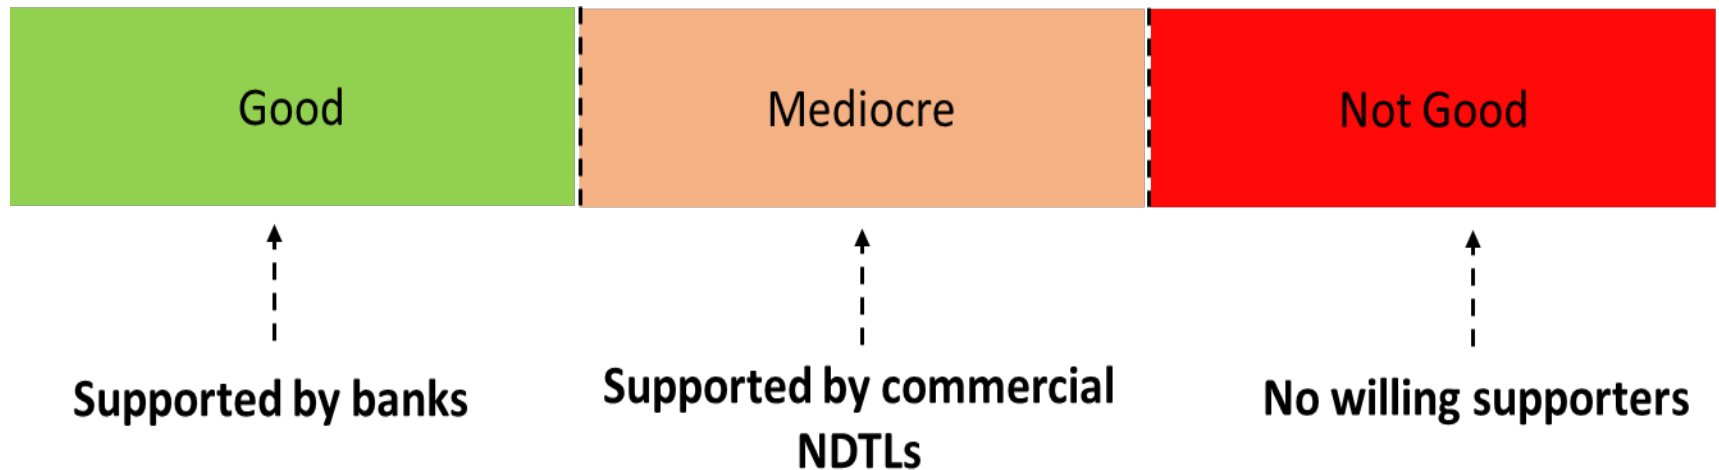 Good
Mediocre
Not Good
Supported by banks
Supported by commercial
NDTLs
No willing supporters